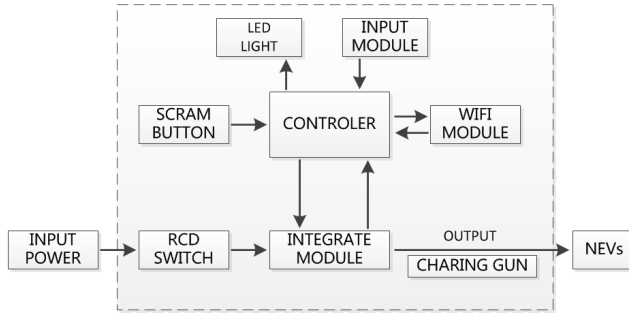 LED
LIGHT
INPUT
MODULE
SCRAM
BUTTON
CONTROLER
WIFI
MODULE
INPUT
POWER
RCD
SWITCH
INTEGRATE
MODULE
OUTPUT
CHARING GUN
NEVs